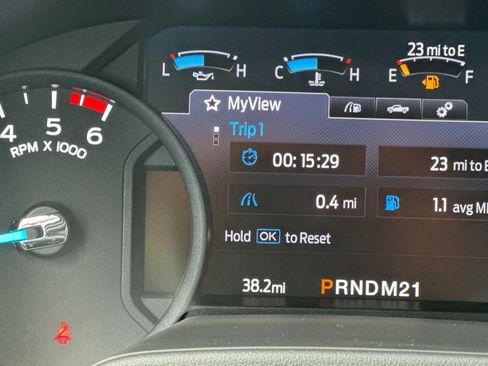 23 mi to E
L H
C H
E F
MyView
Trip 1
00: 15:29
23 mi to E
0.4 mi
1.1 avg M
Hold OK to Reset
38.2mi
PRNDM21
4 5 6
RPM X 1000